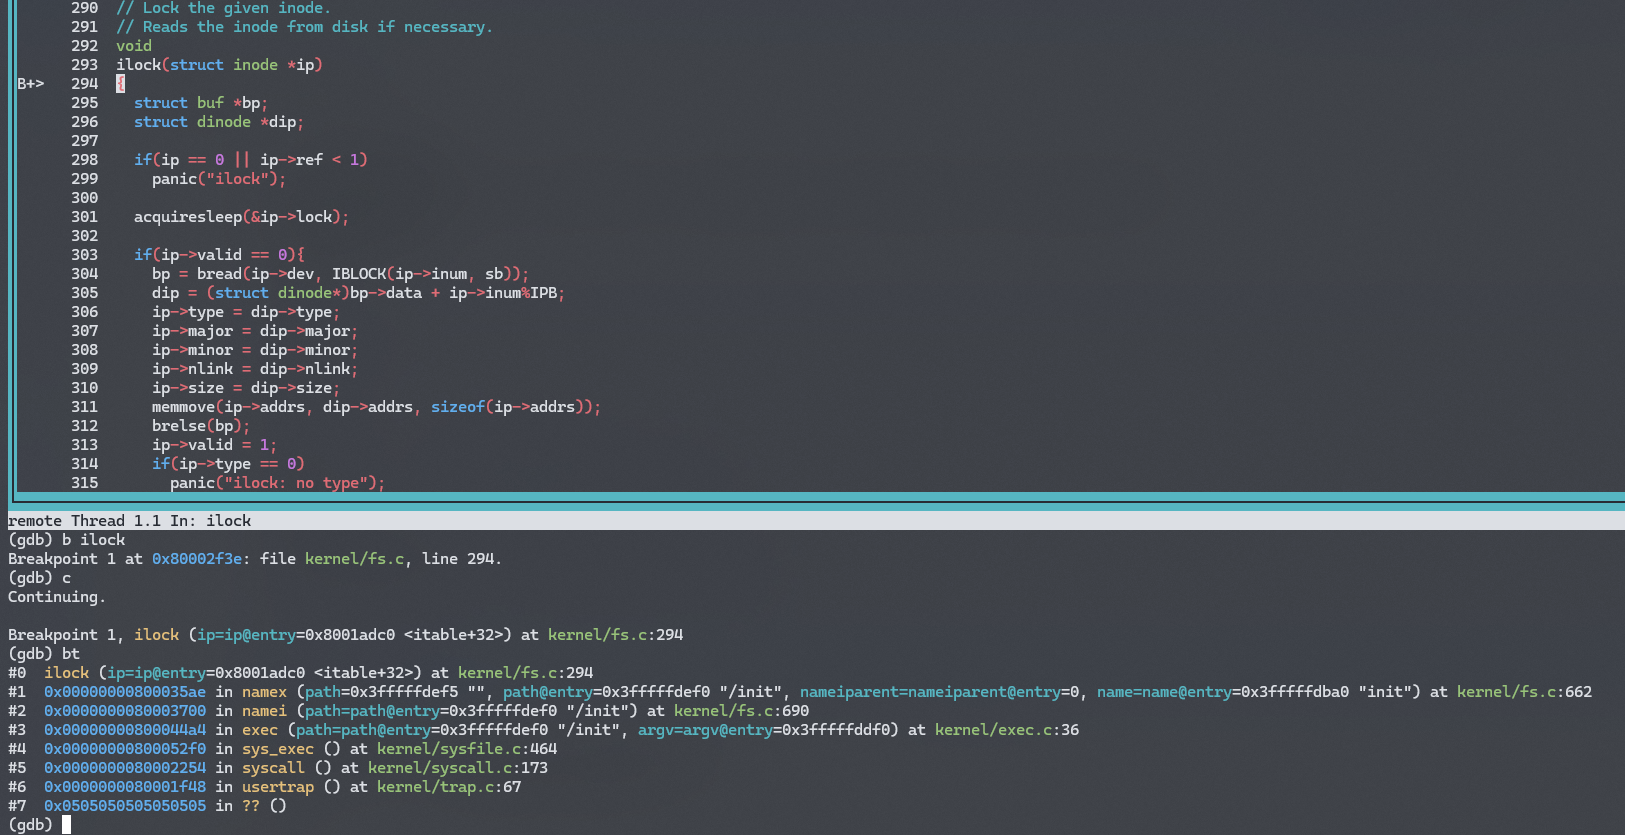 290 // Lock the given inode.
291 // Reads the inode from disk if necessary.
292 void
293 ilock(struct inode *ip)
B+> 294 {
295 struct buf *bp;
296 struct dinode *dip;
297
298 if(ip == 0 || ip->ref < 1)
299 panic("ilock");
300
301 acquiresleep(&ip->lock);
302
303 if(ip->valid == 0){
304 bp = bread(ip->dev, IBLOCK(ip->inum, sb));
305 dip = (struct dinode*)bp->data + ip->inum%IPB;
306 ip->type = dip->type;
307 ip->major = dip->major;
308 ip->minor = dip->minor;
309 ip->nlink = dip->nlink;
310 ip->size = dip->size;
311 memmove(ip->addrs, dip->addrs, sizeof(ip->addrs));
312 brelse(bp);
313 ip->valid = 1;
314 if(ip->type == 0)
315 panic("ilock: no type");
remote Thread 1.1 In: ilock
(gdb) b ilock
Breakpoint 1 at 0x80002f3e: file kernel/fs.c, line 294.
(gdb) c
Continuing.
Breakpoint 1, ilock (ip=ip@entry=0x8001adc0 <itable+32>) at kernel/fs.c:294
(gdb) bt
#0 ilock (ip=ip@entry=0x8001adc0 <itable+32>) at kernel/fs.c:294
#1 0x00000000800035ae in namex (path=0x3fffffdef5 "", path@entry=0x3fffffdef0 "/init", nameiparent=nameiparent@entry=0, name=name@entry=0x3fffffdba0 "init") at kernel/fs.c:662
#2 0x0000000080003700 in namei (path=path@entry=0x3fffffdef0 "/init") at kernel/fs.c:690
#3 0x00000000800044a4 in exec (path=path@entry=0x3fffffdef0 "/init", argv=argv@entry=0x3fffffddf0) at kernel/exec.c:36
#4 0x00000000800052f0 in sys_exec () at kernel/sysfile.c:464
#5 0x0000000080002254 in syscall () at kernel/syscall.c:173
#6 0x0000000080001f48 in usertrap () at kernel/trap.c:67
#7 0x0505050505050505 in ?? ()
(gdb)